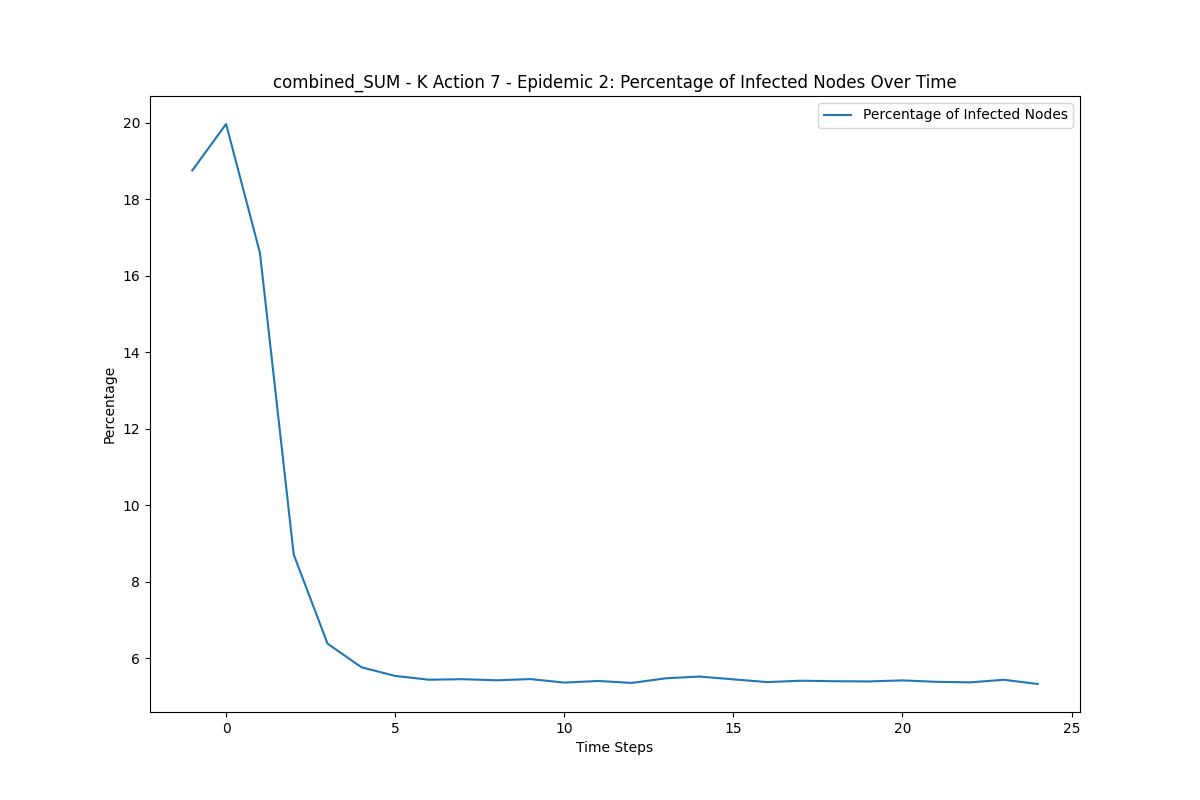 combined_SUM - K Action 7 - Epidemic 2: Percentage of Infected Nodes Over Time
Percentage of Infected Nodes
20
18
16
14
12
10
8
6
Percentage
0 5 10 15 20 25
Time Steps